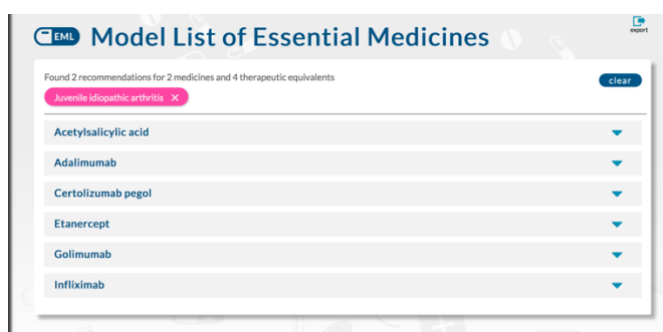 EML Model List of Essential Medicines
export
Found 2 recommendations for 2 medicines and 4 therapeutic equivalents
clear
Juvenile idiopathic arthritis X
Acetylsalicylic acid
Adalimumab
Certolizumab pegol
Etanercept
Golimumab
Infliximab